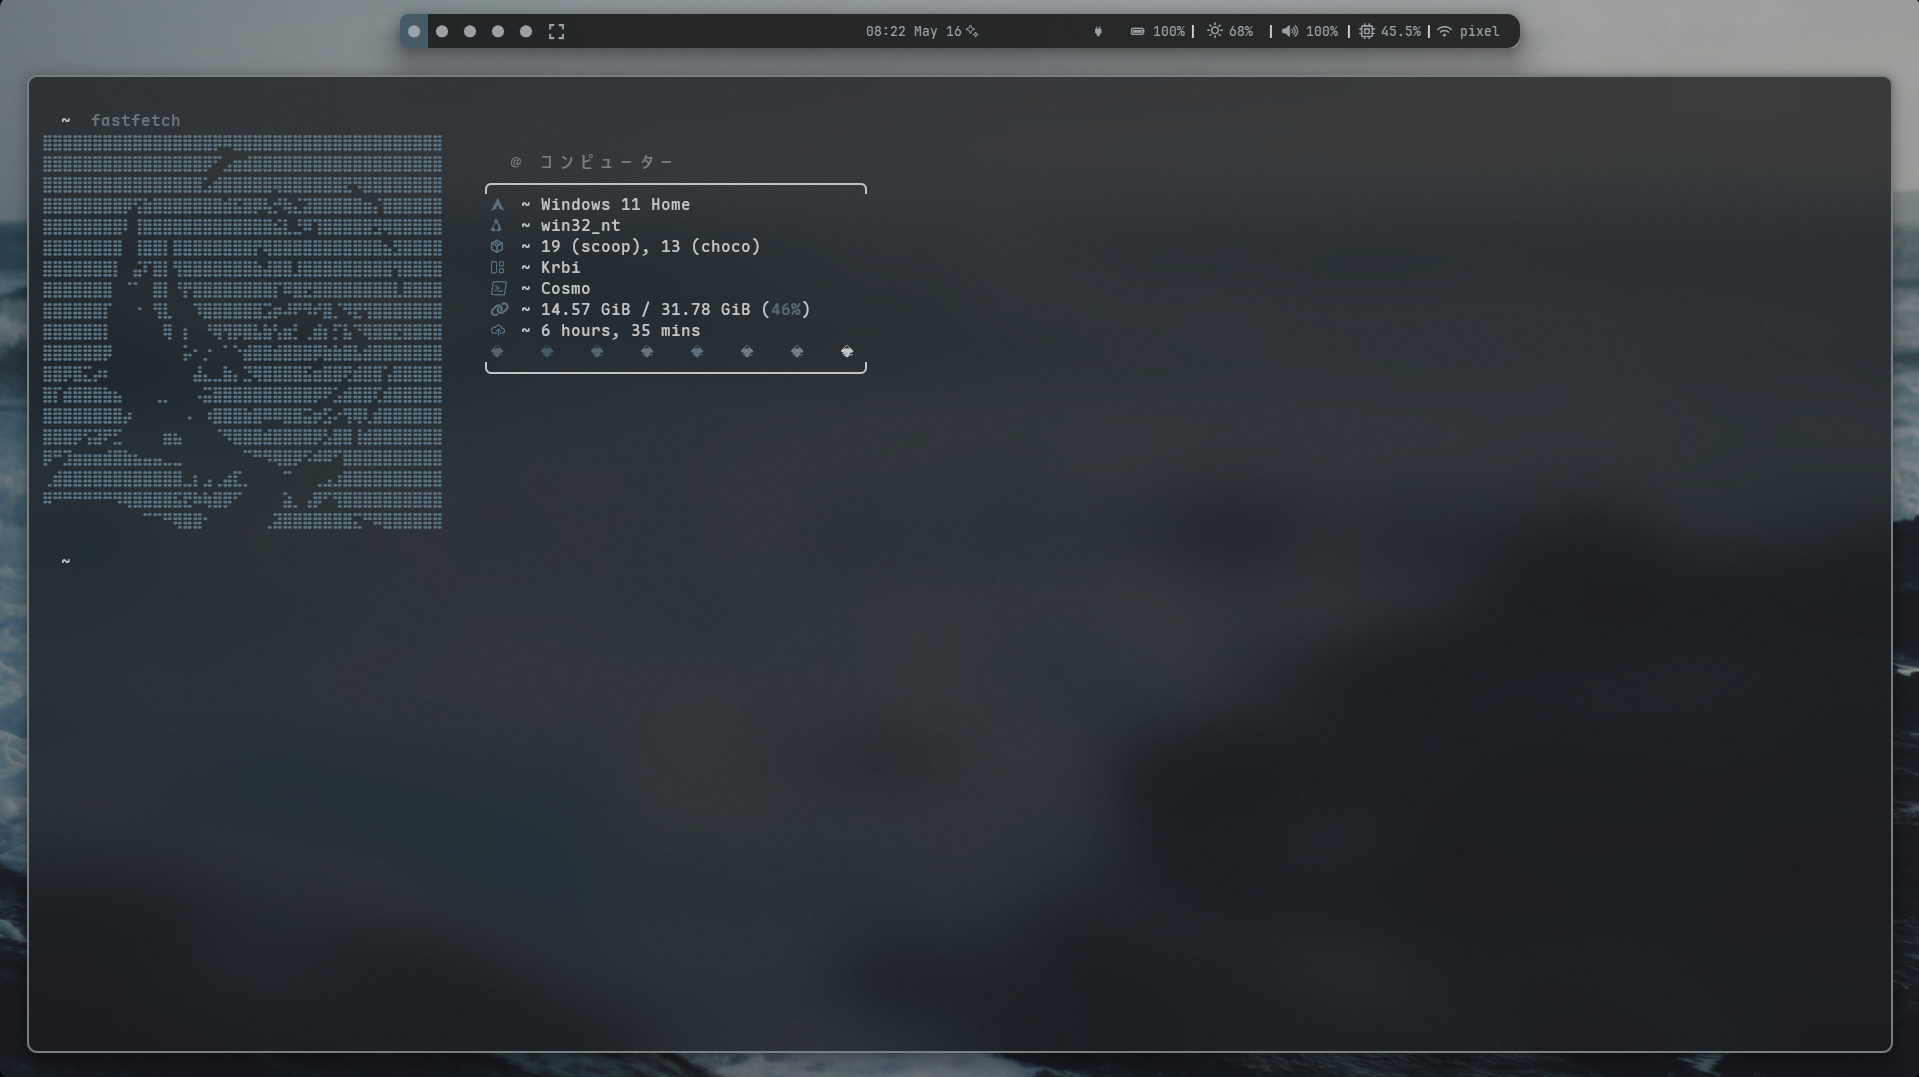 08:22 May 16 100% | 68% | 100% | 45.5% | pixel
~ fastfetch
@ コンピューター
~ Windows 11 Home
~ win32_nt
~ 19 (scoop), 13 (choco)
~ Krbi
~ Cosmo
~ 14.57 GiB / 31.78 GiB (46%)
~ 6 hours, 35 mins
~